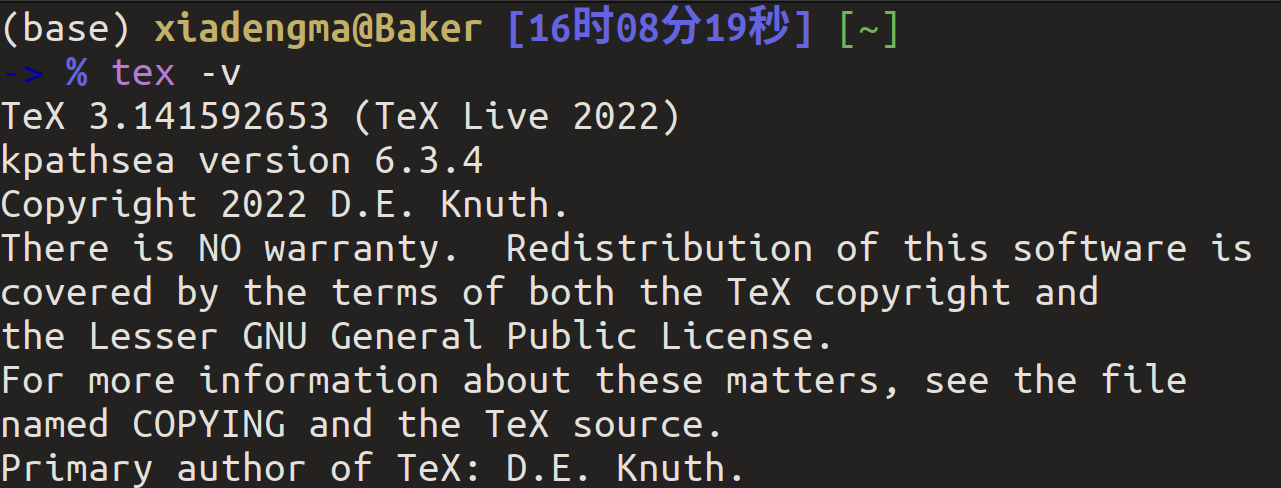 (base) xiadengma@Baker [16时08分19秒] [~]
-> % tex -v
TeX 3.141592653 (TeX Live 2022)
kpathsea version 6.3.4
Copyright 2022 D.E. Knuth.
There is NO warranty.  Redistribution of this software is
covered by the terms of both the TeX copyright and
the Lesser GNU General Public License.
For more information about these matters, see the file
named COPYING and the TeX source.
Primary author of TeX: D.E. Knuth.